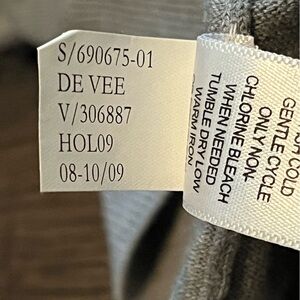 S/690675-01
DE VEE
V/306887
HOL09
08-10/09
COLD
GENTLE CYCLE
ONLY NON
CHLORINE BLEACH
WHEN NEEDED
TUMBLE DRY LOW
WARM IRON